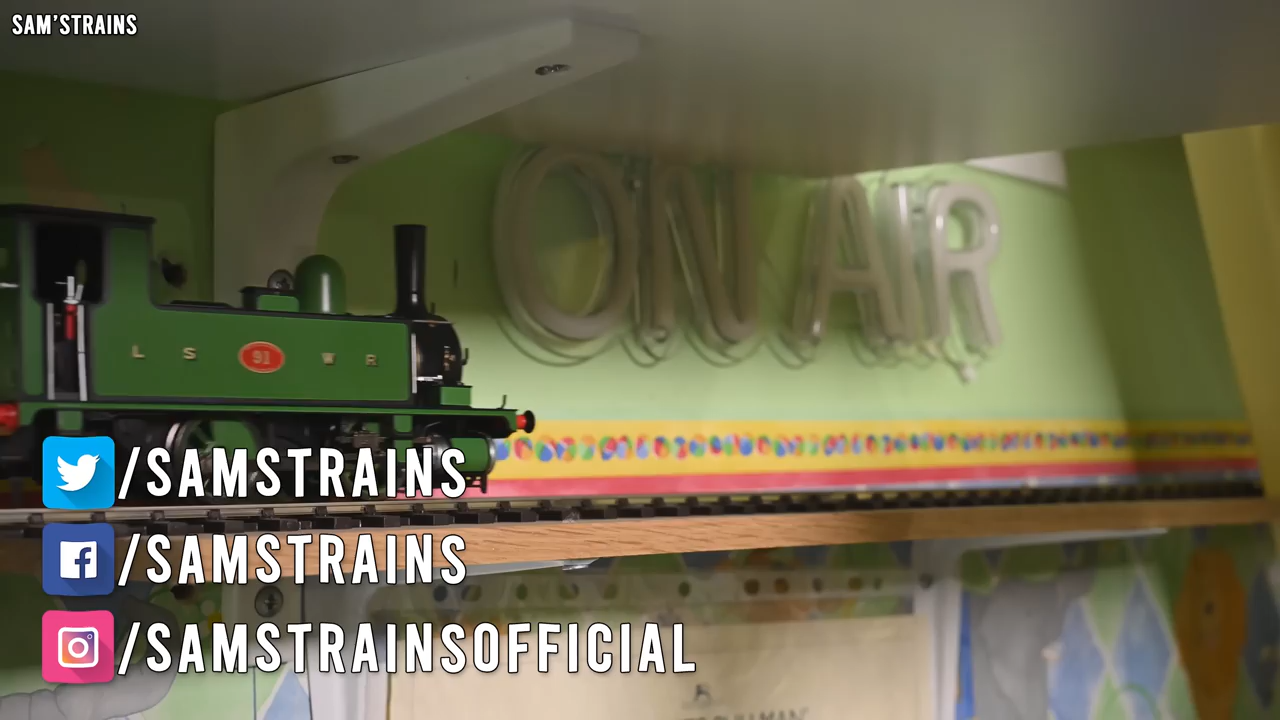 SAM'STRAINS
ON AIR
L S 91 W R
/SAMSTRAINS
/SAMSTRAINS
/SAMSTRAINSOFFICIAL